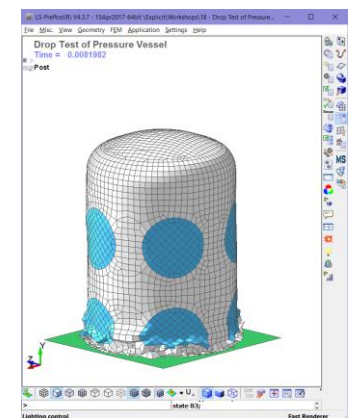 LS-PrePost(R) V4.3.7 - 15Apr2017-64bit \Explicit\Workshops\18 - Drop Test of Pressure...
File Misc. View Geometry FEM Application Settings Help
Drop Test of Pressure Vessel
Time = 0.0081982
Post
MS
Y
Z
>
state 83;
Lighting control Fast Renderer